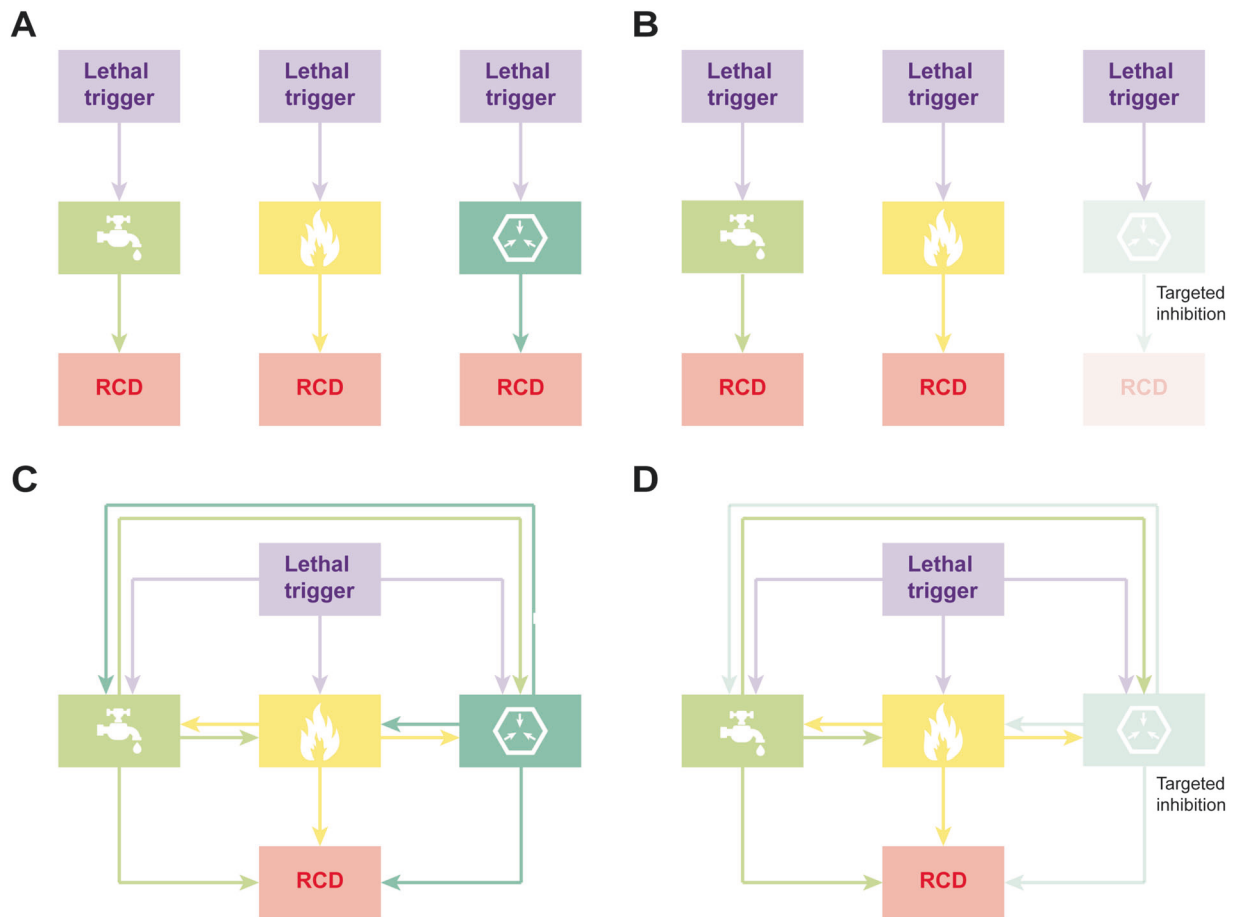 A
Lethal
trigger
Lethal
trigger
Lethal
trigger
RCD
RCD
RCD
B
Lethal
trigger
Lethal
trigger
Lethal
trigger
Targeted
inhibition
RCD
RCD
RCD
C
Lethal
trigger
RCD
D
Lethal
trigger
Targeted
inhibition
RCD